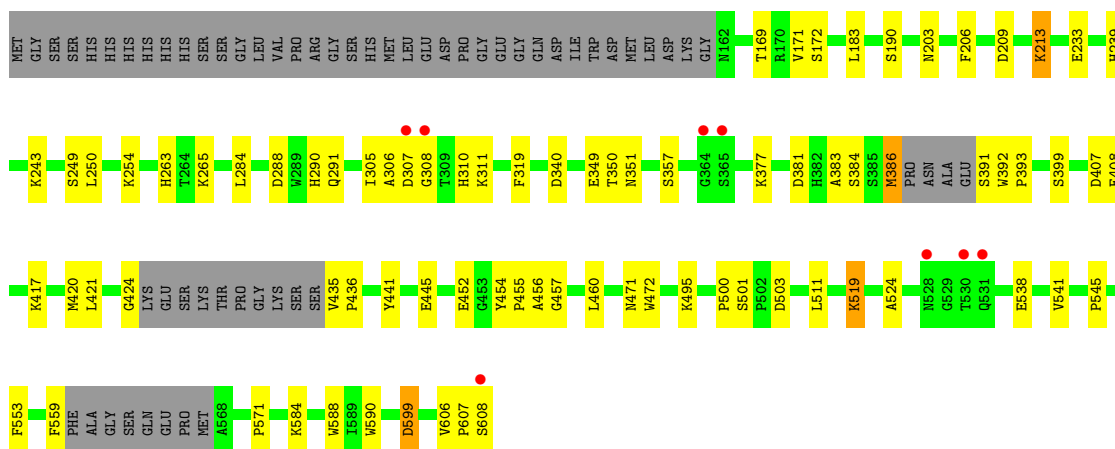 MET GLY SER SER HIS HIS HIS HIS HIS HIS SER SER GLY LEU VAL PRO ARG GLY SER HIS MET LEU GLU ASP PRO GLY GLU GLY GLN ASP ILE TRP ASP MET LEU ASP LYS GLY N162 T169 R170 V171 S172 L183 S190 N203 F206 D209 K213 E233 H239
K243 S249 L250 K254 H263 T264 K265 L284 D288 W289 H290 Q291 I305 A306 D307 G308 T309 H310 K311 F319 D340 E349 T350 N351 S357 G364 S365 K377 D381 H382 A383 S384 S385 M386 PRO ASN ALA GLU S391 W392 P393 S399 D407
K417 M420 L421 G424 LYS GLU SER LYS THR PRO GLY LYS SER SER V435 P436 Y441 E445 E452 G453 Y454 P455 A456 G457 L460 N471 W472 K495 P500 S501 P502 D503 L511 K519 A524 N528 G529 T530 Q531 E538 V541 P545
F553 F559 PHE ALA GLY SER GLN GLU PRO MET A568 P571 K584 W588 I589 W590 D599 V606 P607 S608